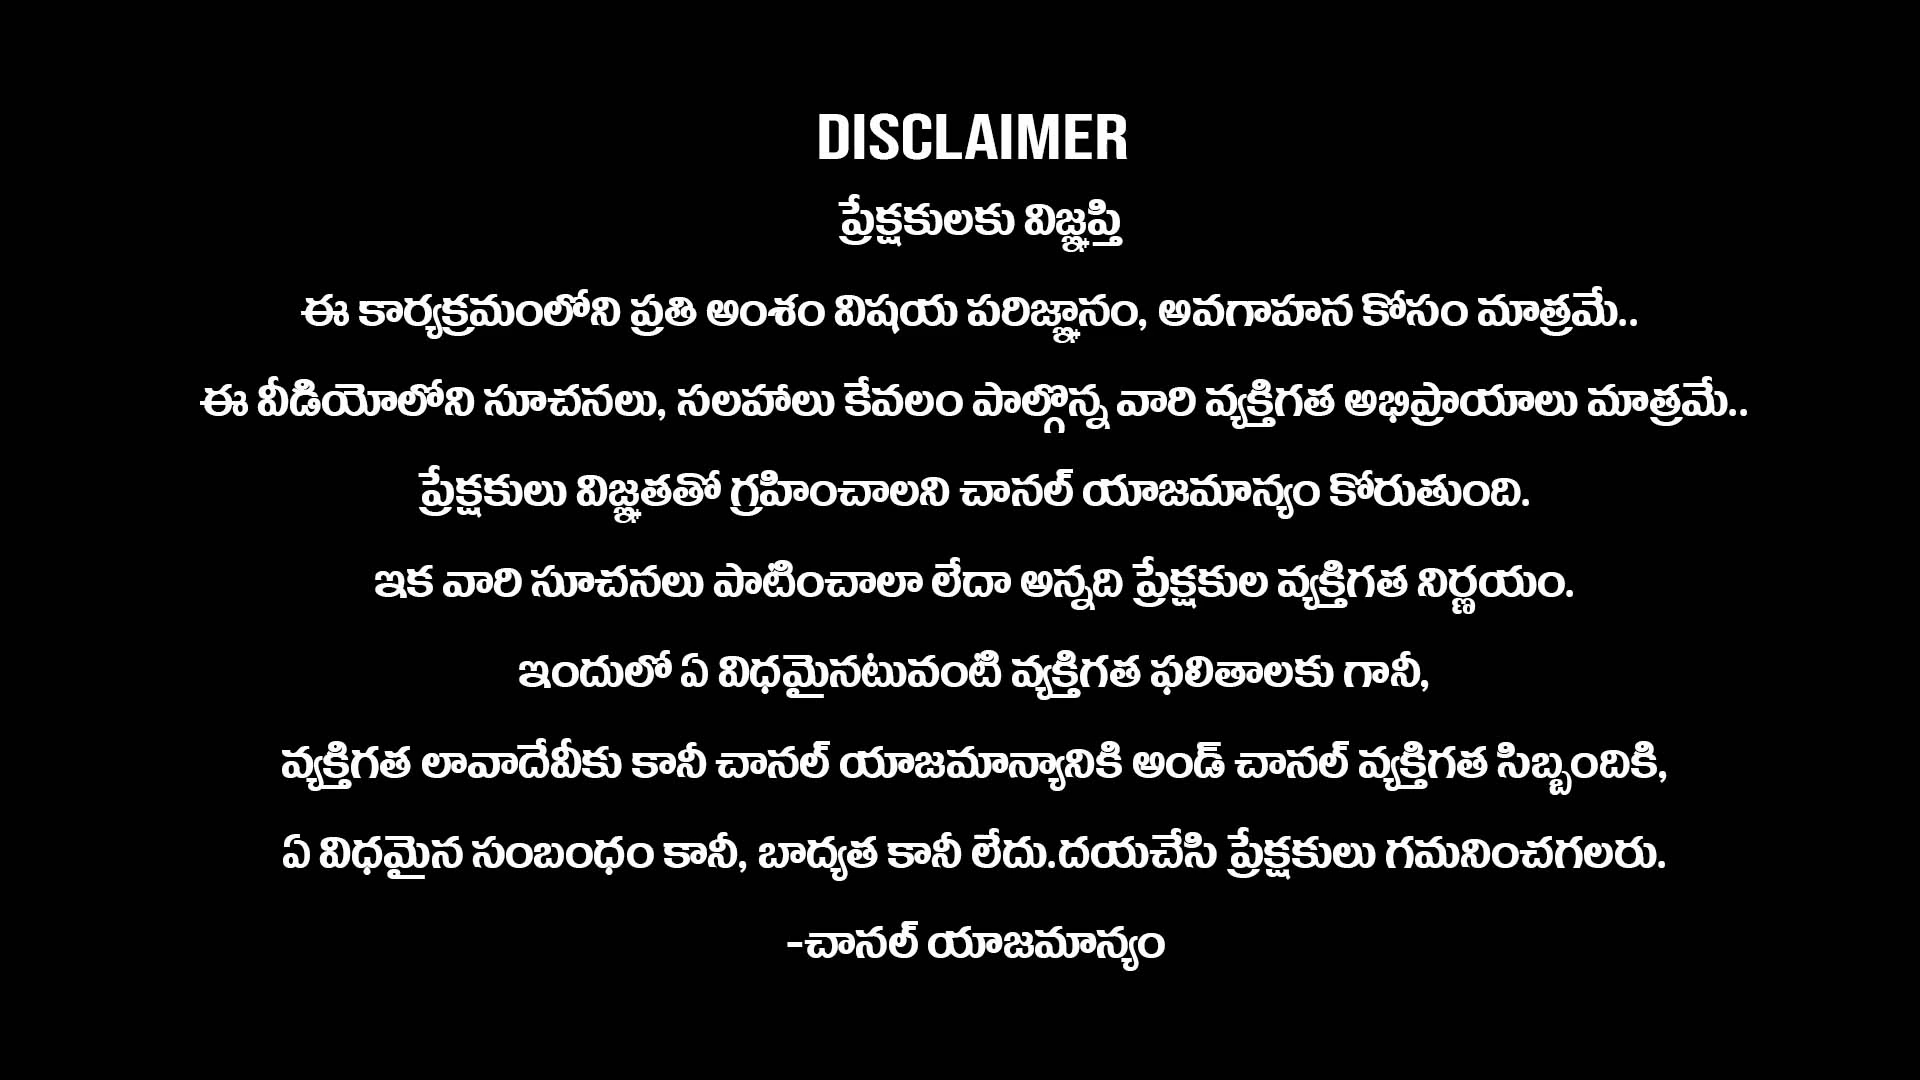 DISCLAIMER
ప్రేక్షకులకు విజ్ఞప్తి
ఈ కార్యక్రమంలోని ప్రతి అంశం విషయ పరిజ్ఞానం, అవగాహన కోసం మాత్రమే..
ఈ వీడియోలోని సూచనలు, సలహాలు కేవలం పాల్గొన్న వారి వ్యక్తిగత అభిప్రాయాలు మాత్రమే..
ప్రేక్షకులు విజ్ఞతతో గ్రహించాలని చానల్ యాజమాన్యం కోరుతుంది.
ఇక వారి సూచనలు పాటించాలా లేదా అన్నది ప్రేక్షకుల వ్యక్తిగత నిర్ణయం.
ఇందులో ఏ విధమైనటువంటి వ్యక్తిగత ఫలితాలకు గానీ,
వ్యక్తిగత లావాదేవీకు కానీ చానల్ యాజమాన్యానికి అండ్ చానల్ వ్యక్తిగత సిబ్బందికి,
ఏ విధమైన సంబంధం కానీ, బాద్యత కానీ లేదు.దయచేసి ప్రేక్షకులు గమనించగలరు.
-చానల్ యాజమాన్యం